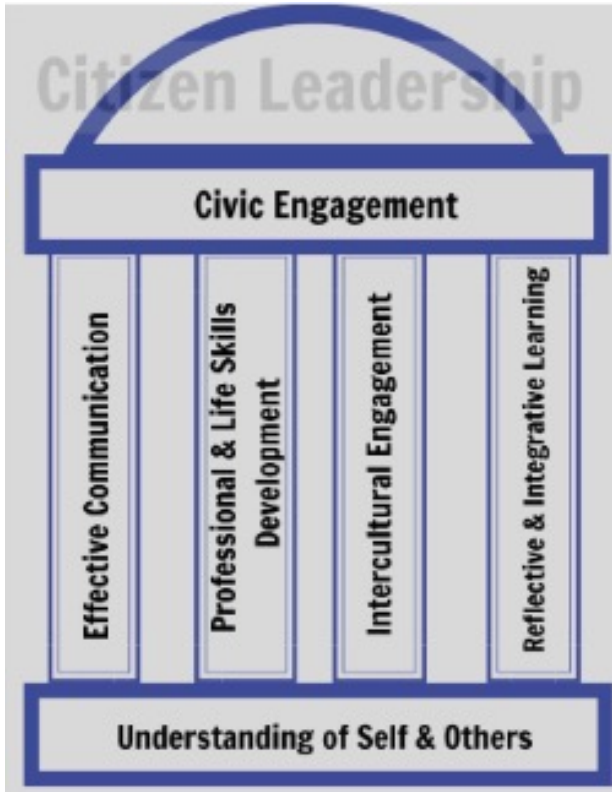 Citizen Leadership
Civic Engagement
Effective Communication
Professional & Life Skills
Development
Intercultural Engagement
Reflective & Integrative Learning
Understanding of Self & Others